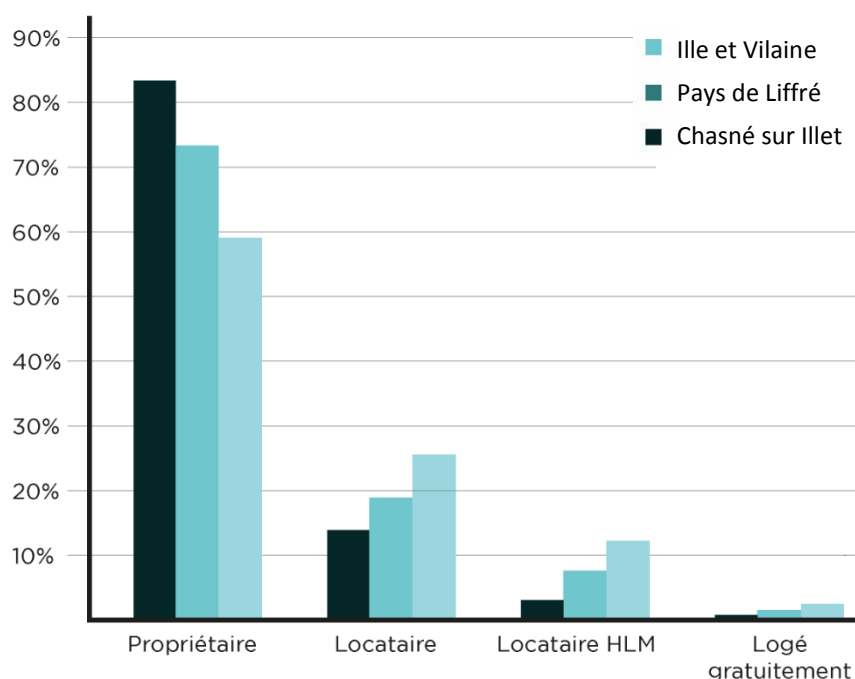 90%
80%
70%
60%
50%
40%
30%
20%
10%
Ille et Vilaine
Pays de Liffré
Chasné sur Illet
Propriétaire
Locataire
Locataire HLM
Logé
gratuitement